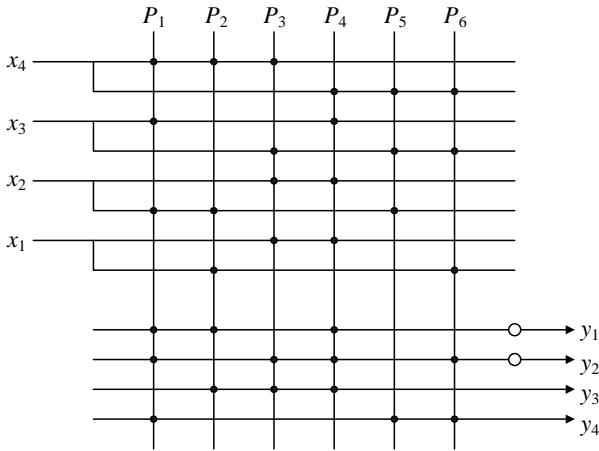 P₁ P₂ P₃ P₄ P₅ P₆
x₄
x₃
x₂
x₁
y₁
y₂
y₃
y₄